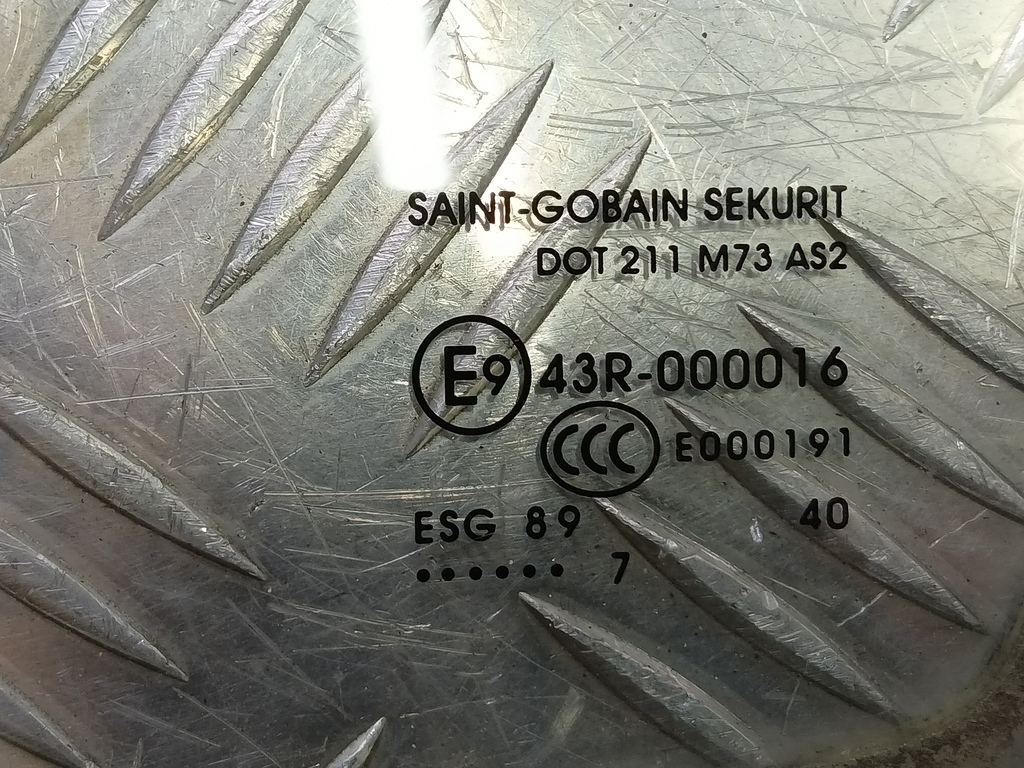 SAINT-GOBAIN SEKURIT
DOT 211 M73 AS2
E9 43R-000016
CCC E000191
ESG 89 40
...... 7